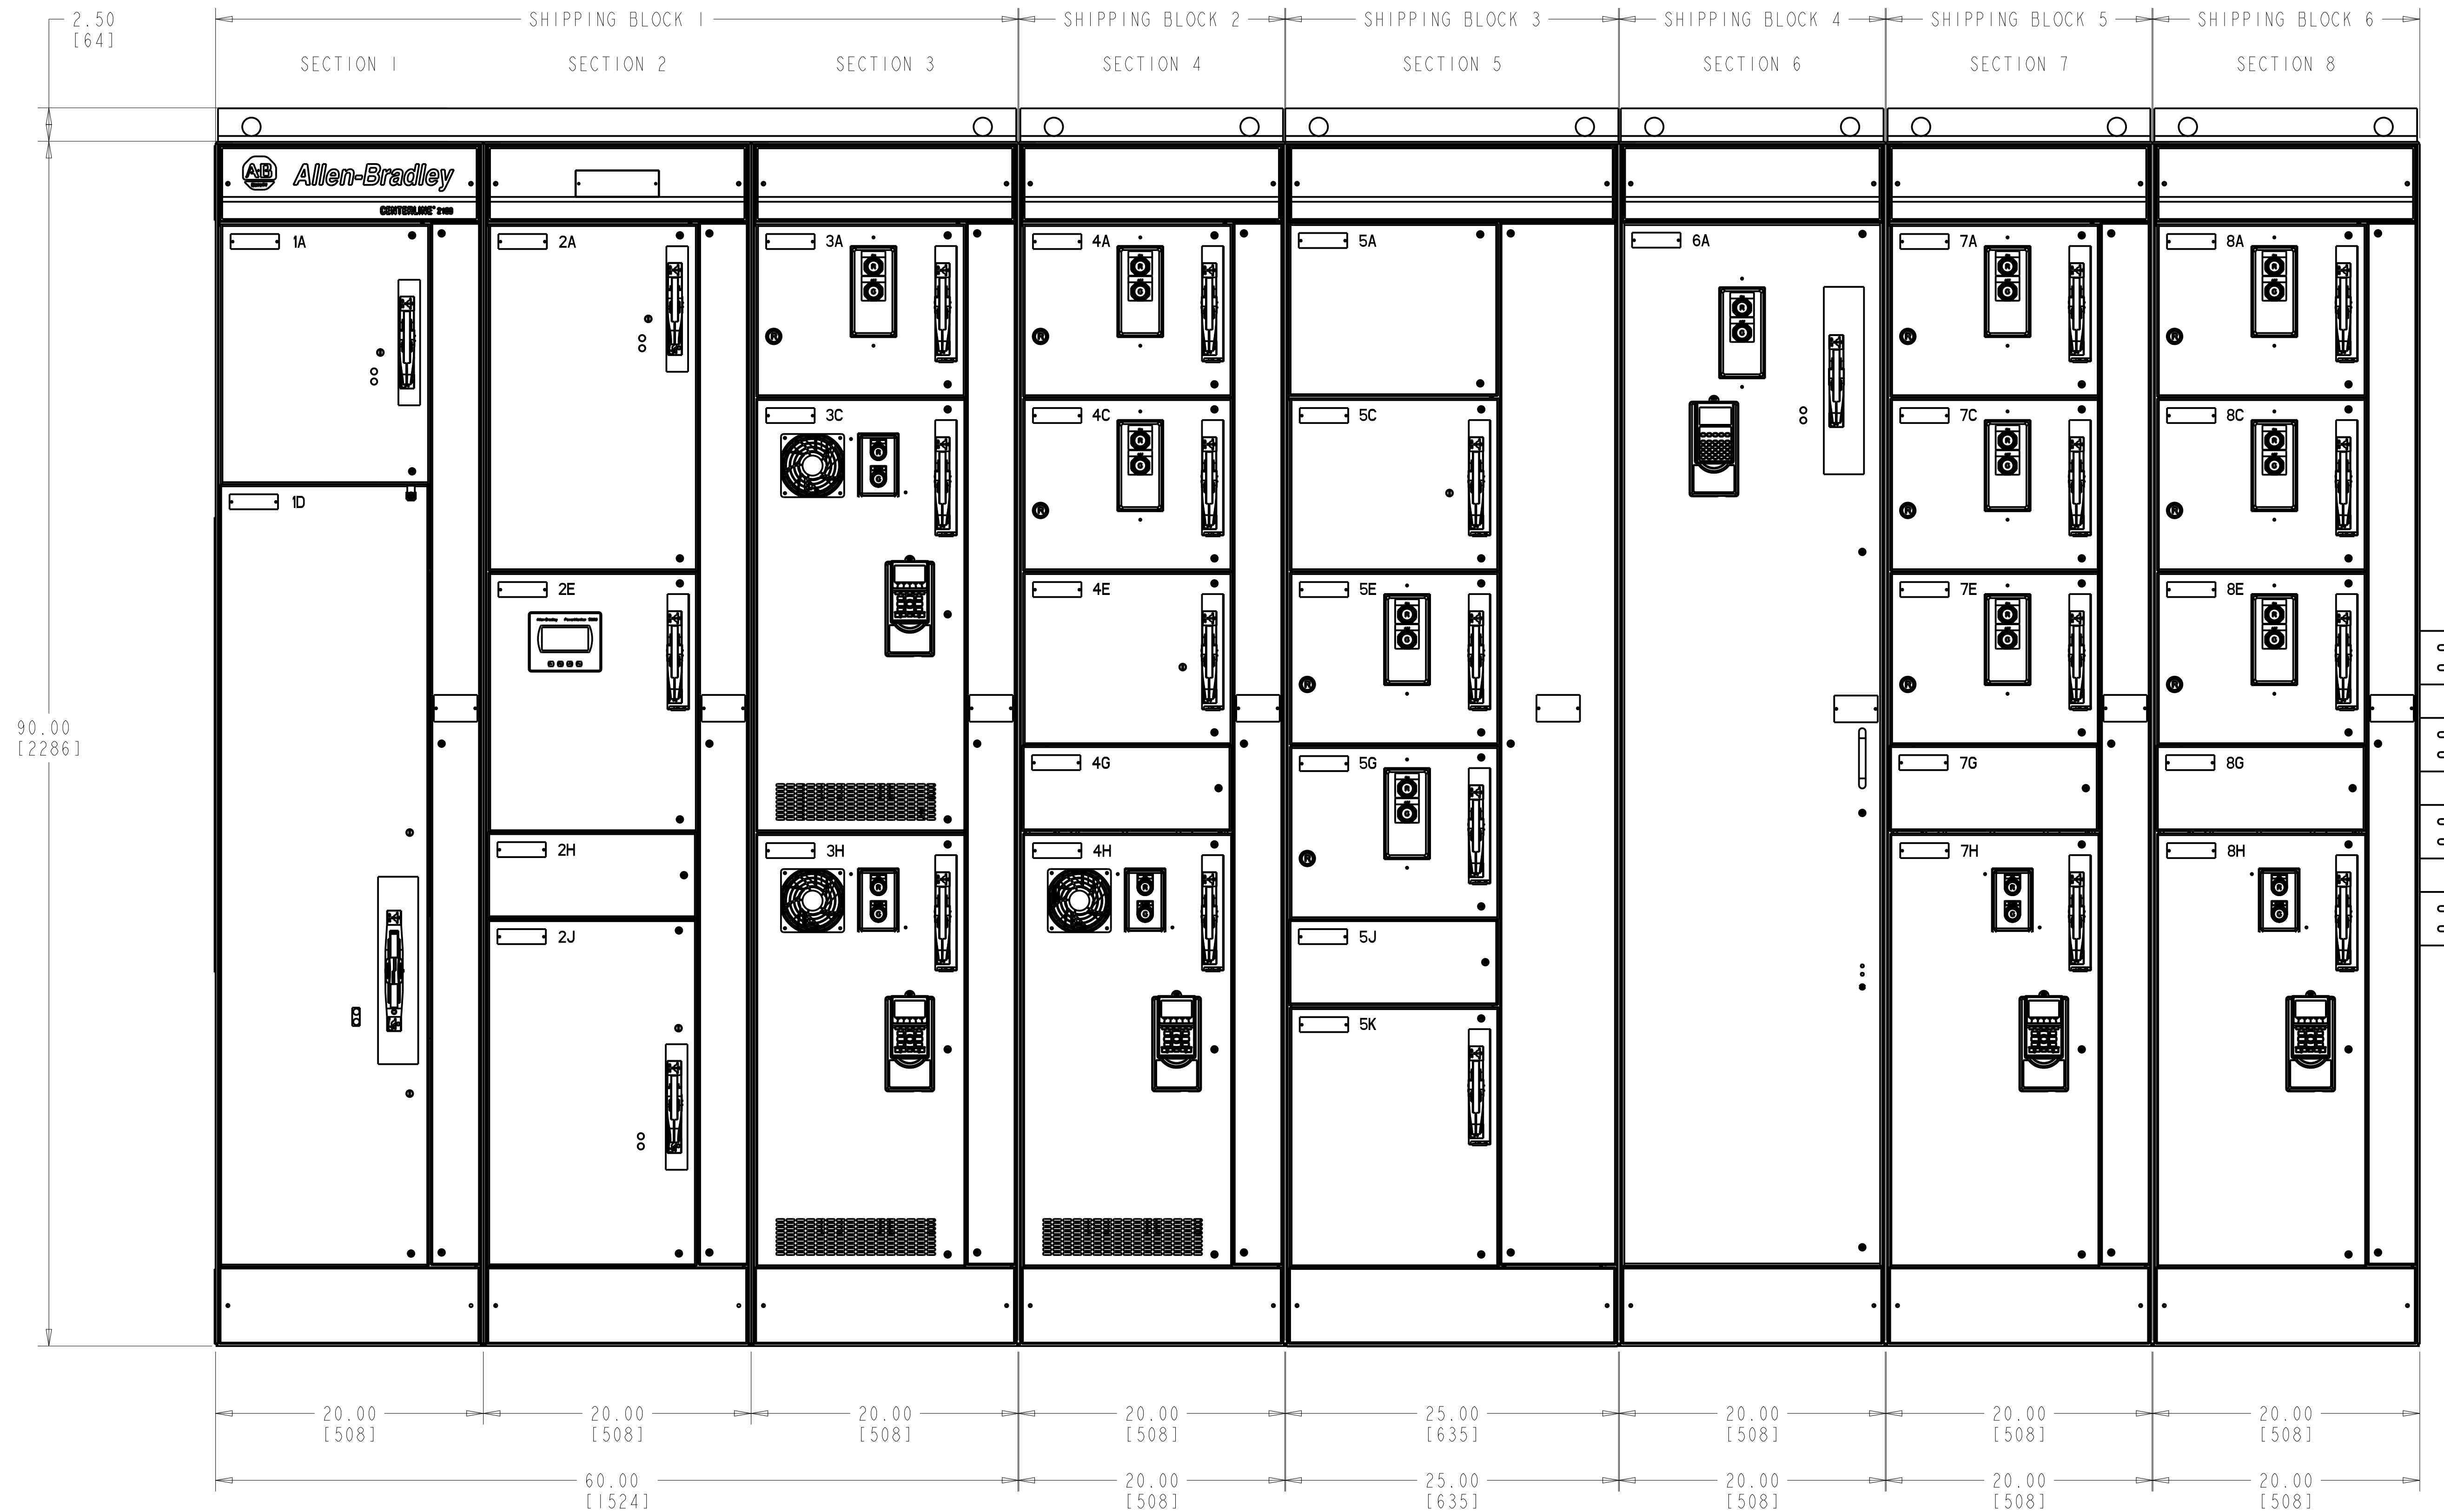 2.50
[64]
SHIPPING BLOCK 1
SHIPPING BLOCK 2
SHIPPING BLOCK 3
SHIPPING BLOCK 4
SHIPPING BLOCK 5
SHIPPING BLOCK 6
SECTION 1
SECTION 2
SECTION 3
SECTION 4
SECTION 5
SECTION 6
SECTION 7
SECTION 8
A-B
Allen-Bradley
CENTERLINE® 2100
1A
1D
2A
2E
Allen-Bradley
2H
2J
3A
3C
3H
4A
4C
4E
4G
4H
5A
5C
5E
5G
5J
5K
6A
7A
7C
7E
7G
7H
8A
8C
8E
8G
8H
90.00
[2286]
20.00
[508]
20.00
[508]
20.00
[508]
20.00
[508]
25.00
[635]
20.00
[508]
20.00
[508]
20.00
[508]
60.00
[1524]
20.00
[508]
25.00
[635]
20.00
[508]
20.00
[508]
20.00
[508]